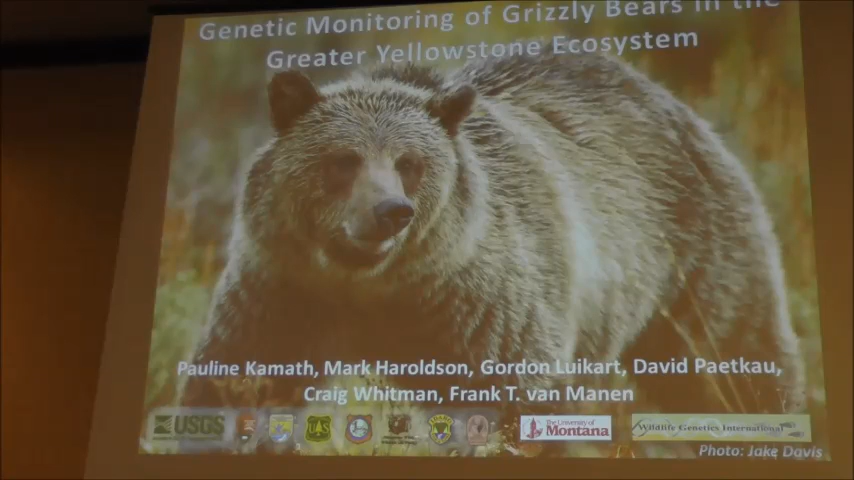 Genetic Monitoring of Grizzly Bears in the
Greater Yellowstone Ecosystem
Pauline Kamath, Mark Haroldson, Gordon Luikart, David Paetkau,
Craig Whitman, Frank T. van Manen
USGS
The University of
Montana
Wildlife Genetics International
Photo: Jake Davis